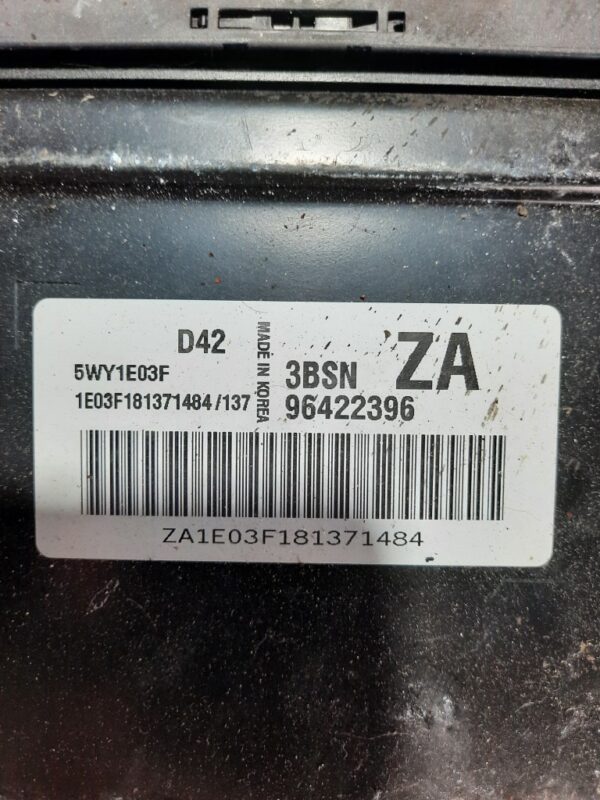 D42
5WY1E03F
1E03F181371484/137
MADE IN KOREA
ZA
3BSN
96422396
ZA1E03F181371484